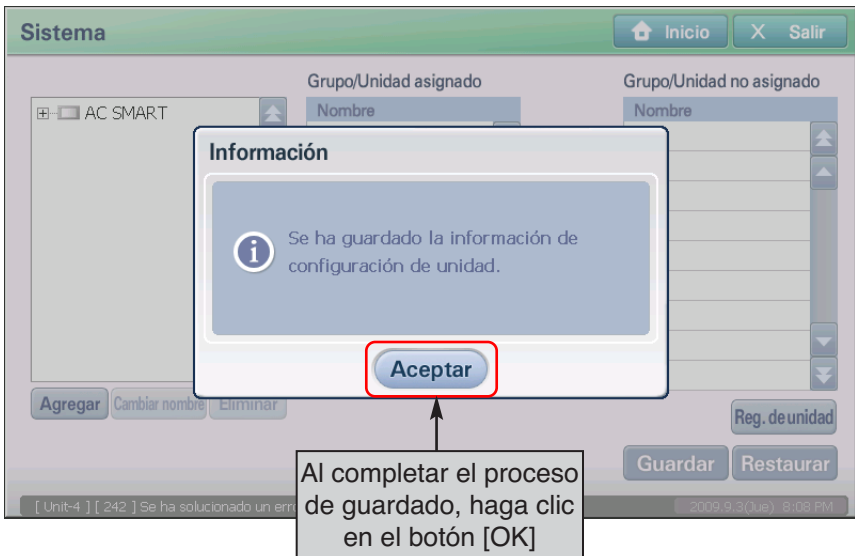 Sistema
Inicio
X Salir
Grupo/Unidad asignado
Grupo/Unidad no asignado
AC SMART
Nombre
Nombre
Información
Se ha guardado la información de
configuración de unidad.
Aceptar
Agregar
Cambiar nombre
Eliminar
Reg. de unidad
Al completar el proceso
de guardado, haga clic
en el botón [OK]
Guardar
Restaurar
[ Unit-4 ] [ 242 ] Se ha solucionado un
2009.9.3(Jue) 8:08 PM